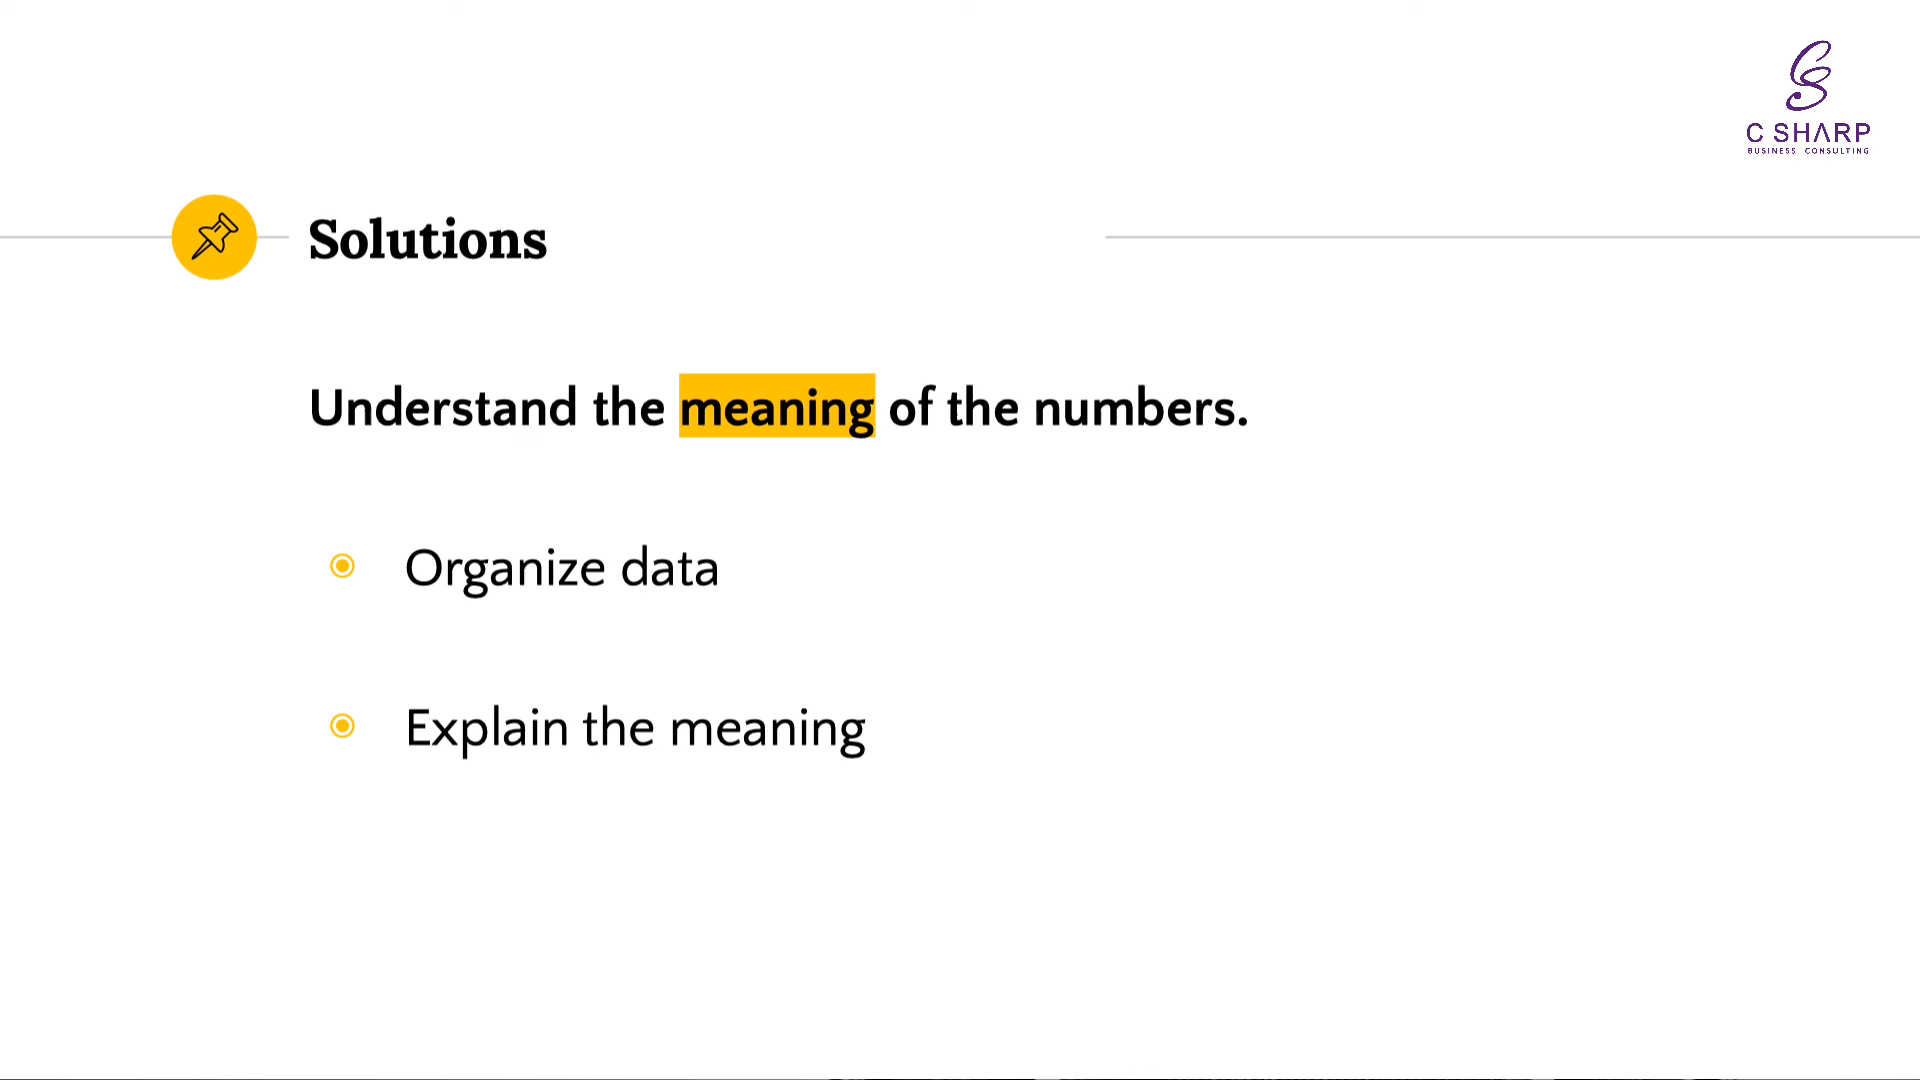 C SHARP
BUSINESS CONSULTING
Solutions
Understand the meaning of the numbers.
Organize data
Explain the meaning